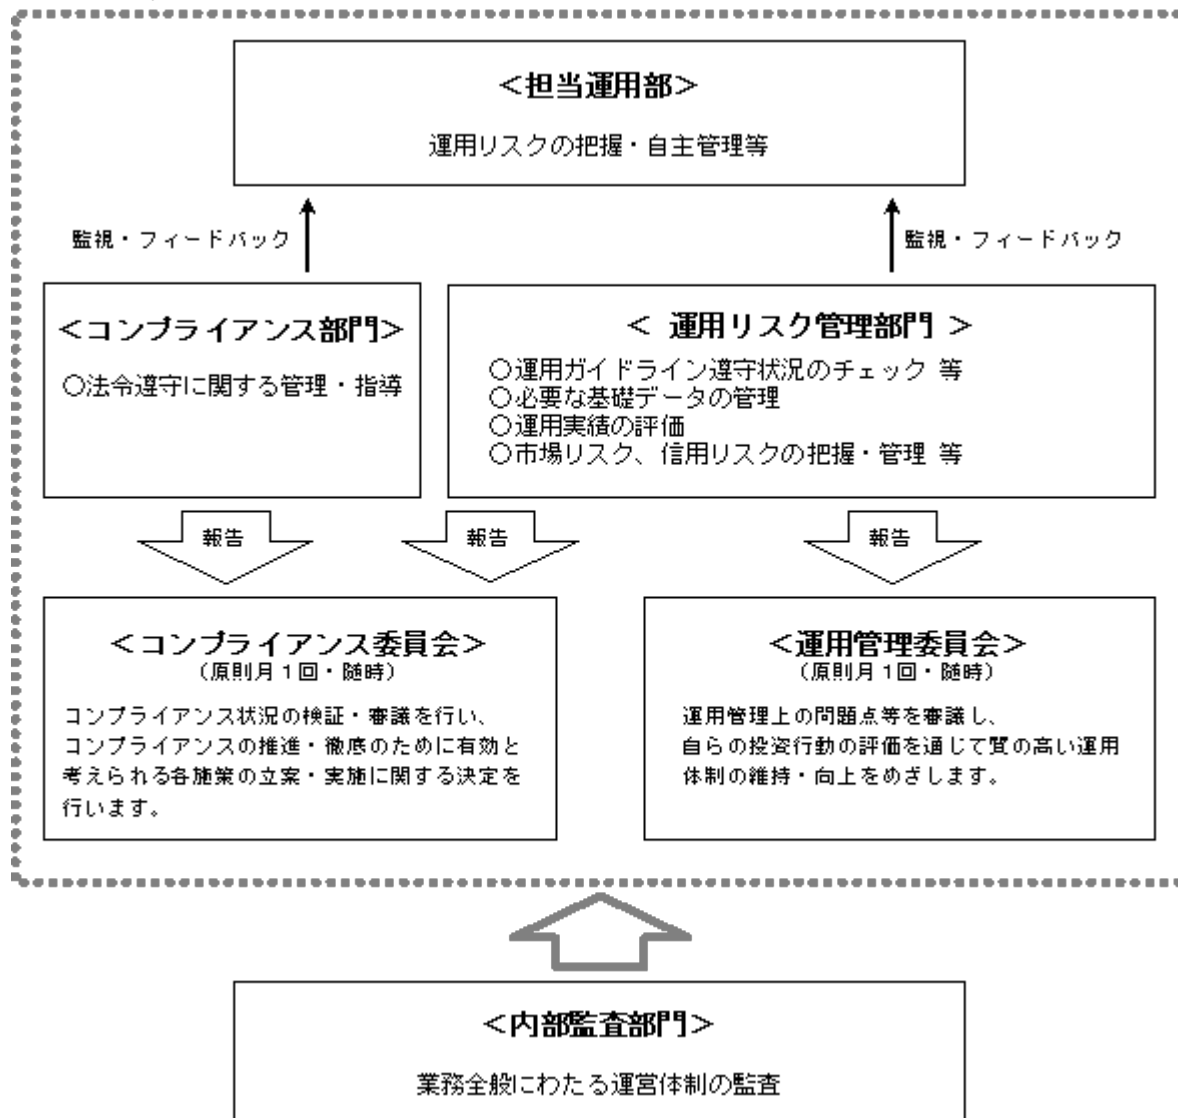 ＜担当運用部＞
運用リスクの把握・自主管理等
監視・フィードバック
監視・フィードバック
＜コンプライアンス部門＞
○法令遵守に関する管理・指導
＜ 運用リスク管理部門 ＞
○運用ガイドライン遵守状況のチェック 等
○必要な基礎データの管理
○運用実績の評価
○市場リスク、信用リスクの把握・管理 等
報告
報告
報告
＜コンプライアンス委員会＞
（原則月１回・随時）
コンプライアンス状況の検証・審議を行い、
コンプライアンスの推進・徹底のために有効と
考えられる各施策の立案・実施に関する決定を
行います。
＜運用管理委員会＞
（原則月１回・随時）
運用管理上の問題点等を審議し、
自らの投資行動の評価を通じて質の高い運用
体制の維持・向上をめざします。
＜内部監査部門＞
業務全般にわたる運営体制の監査